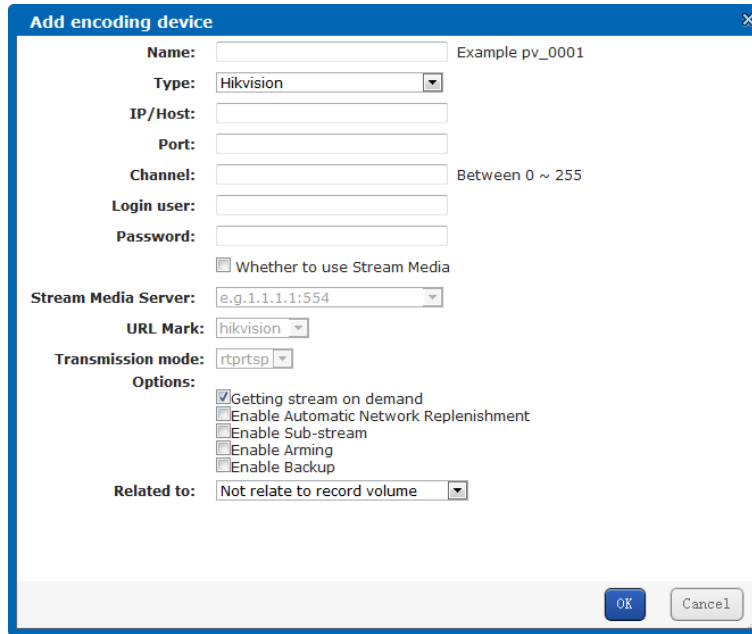 Add encoding device
Name: Example pv_0001
Type: Hikvision
IP/Host:
Port:
Channel: Between 0 ~ 255
Login user:
Password:
Whether to use Stream Media
Stream Media Server: e.g.1.1.1.1:554
URL Mark: hikvision
Transmission mode: rtprtsp
Options:
Getting stream on demand
Enable Automatic Network Replenishment
Enable Sub-stream
Enable Arming
Enable Backup
Related to: Not relate to record volume
OK Cancel